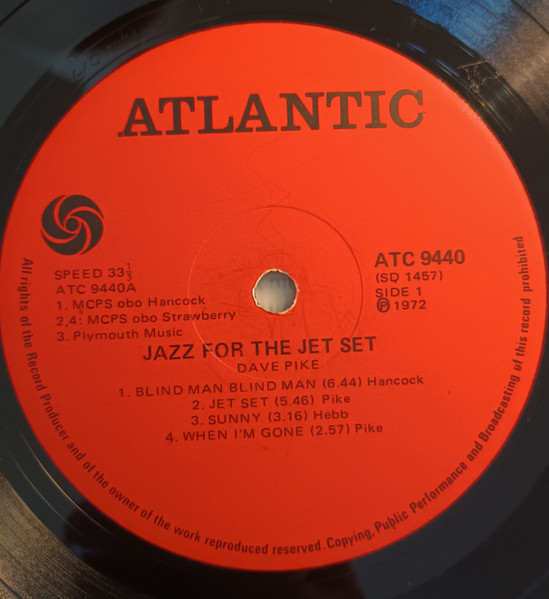 ATLANTIC
SPEED 33 1/3
ATC 9440A
1. MCPS obo Hancock
2,4: MCPS obo Strawberry
3. Plymouth Music
ATC 9440
(SD 1457)
SIDE 1
Ⓟ 1972
JAZZ FOR THE JET SET
DAVE PIKE
1. BLIND MAN BLIND MAN (6.44) Hancock
2. JET SET (5.46) Pike
3. SUNNY (3.16) Hebb
4. WHEN I'M GONE (2.57) Pike
All rights of the Record Producer and of the owner of the work reproduced reserved. Copying, Public Performance and Broadcasting of this record prohibited